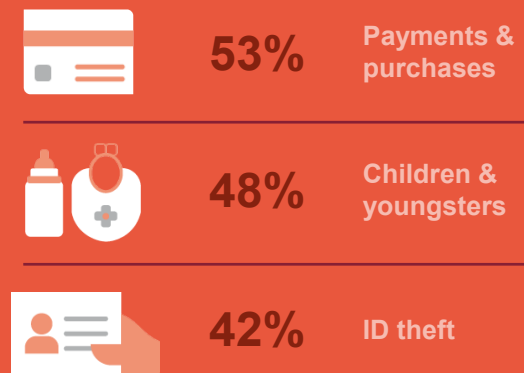 53%
Payments &
purchases
48%
Children &
youngsters
42%
ID theft